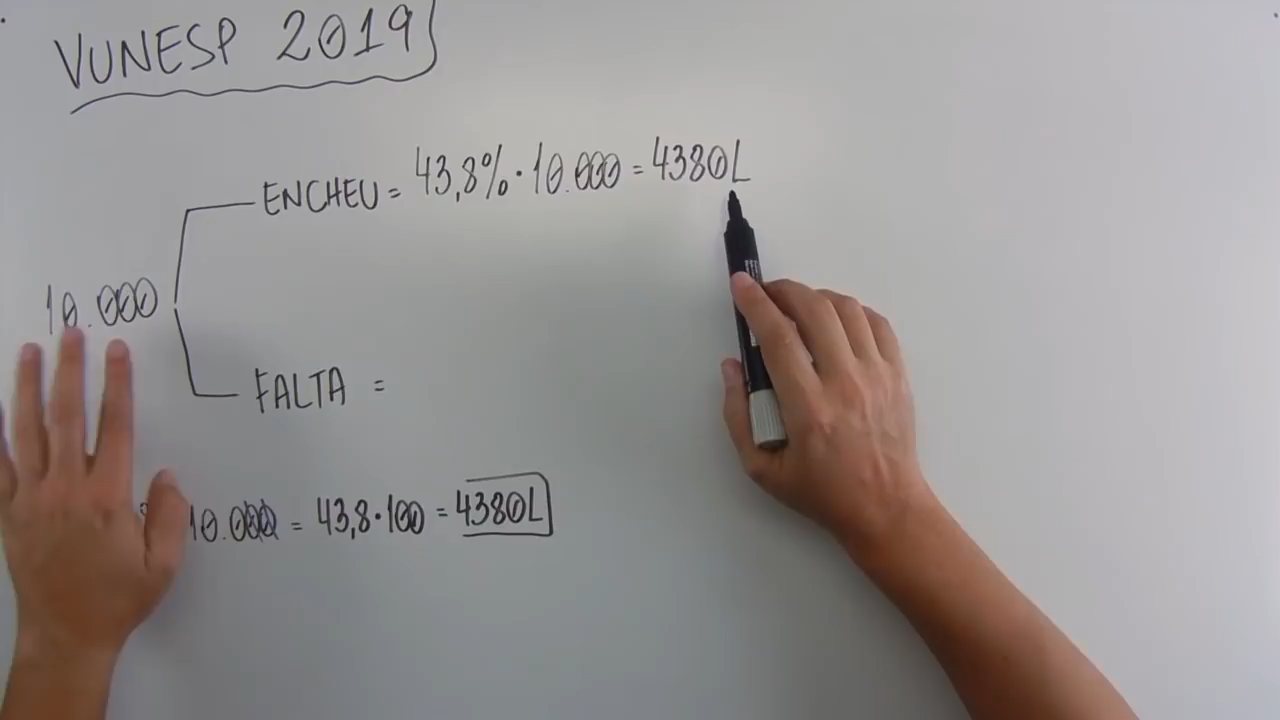 VUNESP 2019
ENCHEU = 43,8% · 10.000 = 4380L
10.000
FALTA =
10.000 = 43,8 · 100 = 4380L